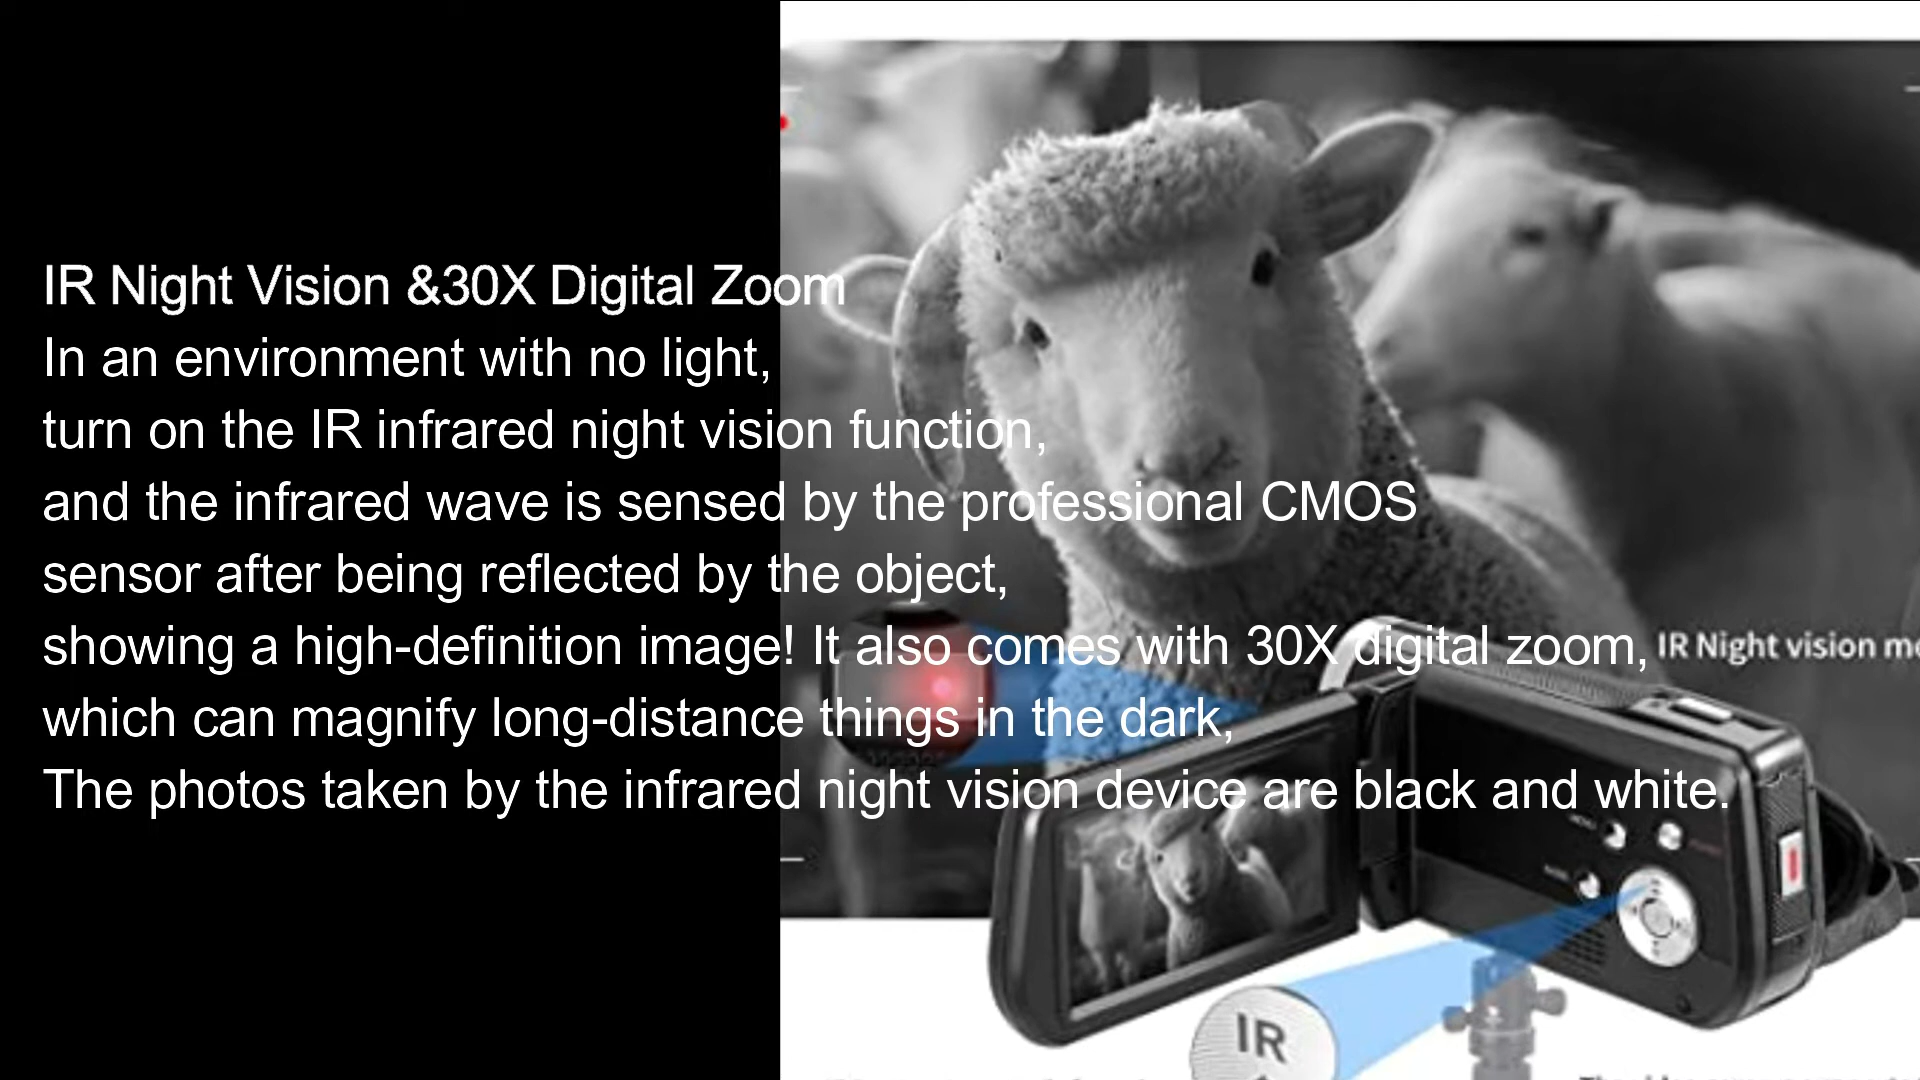 IR Night Vision &30X Digital Zoom
In an environment with no light,
turn on the IR infrared night vision function,
and the infrared wave is sensed by the professional CMOS
sensor after being reflected by the object,
showing a high-definition image! It also comes with 30X digital zoom,
IR Night vision
which can magnify long-distance things in the dark,
The photos taken by the infrared night vision device are black and white.
IR